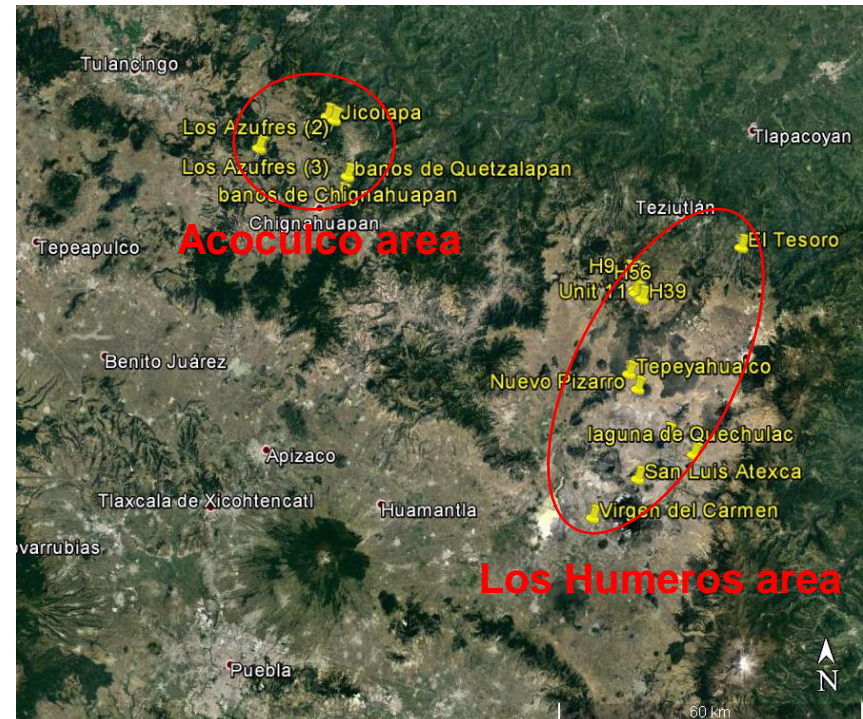 Tulancingo
Jicolapa
Los Azufres (2)
Tlapacoyan
Los Azufres (3)
banos de Quetzalapan
banos de Chignahuapan
Teziutlán
Chignahuapan
El Tesoro
Acoculco area
Tepeapulco
H9
H56
Unit 11
H39
Benito Juárez
Tepeyahualco
Nuevo Pizarro
laguna de Quechulac
Apizaco
San Luis Atexca
Tlaxcala de Xicohtencatl
Huamantla
Virgen del Carmen
ovarrubias
Los Humeros area
Puebla
N
60 km